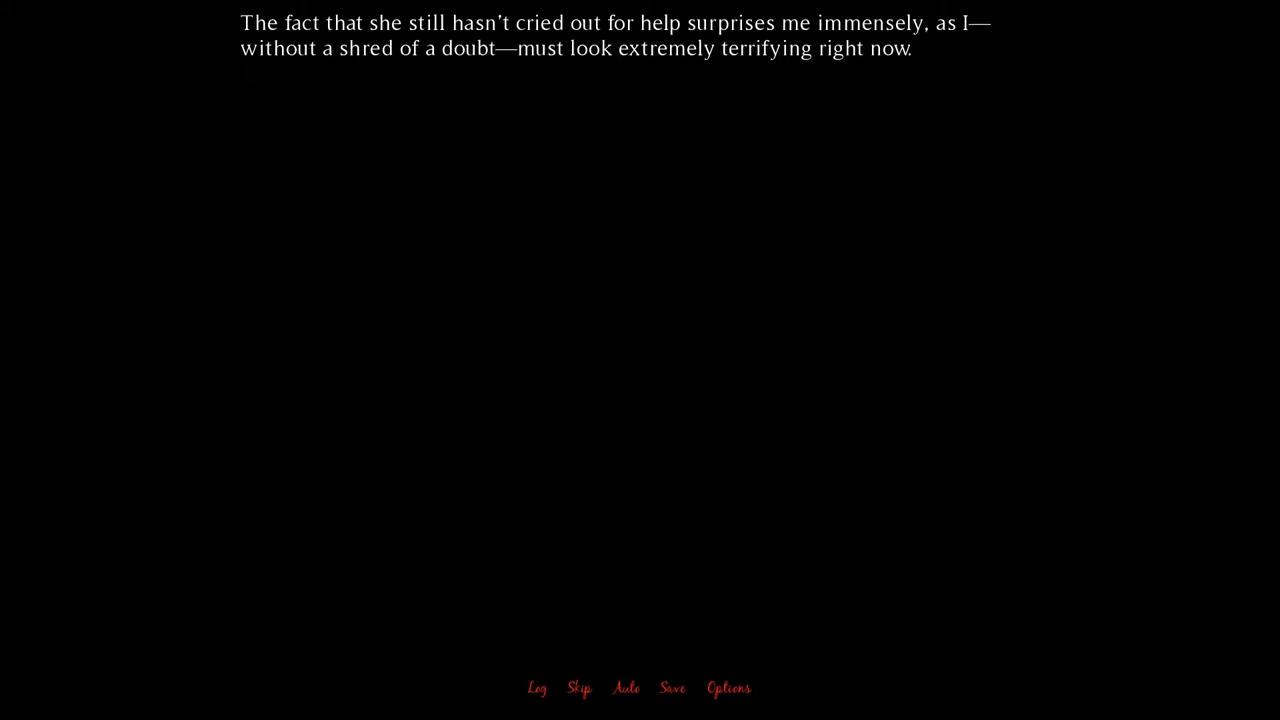 The fact that she still hasn't cried out for help surprises me immensely, as I—
without a shred of a doubt—must look extremely terrifying right now.
Log Skip Auto Save Options